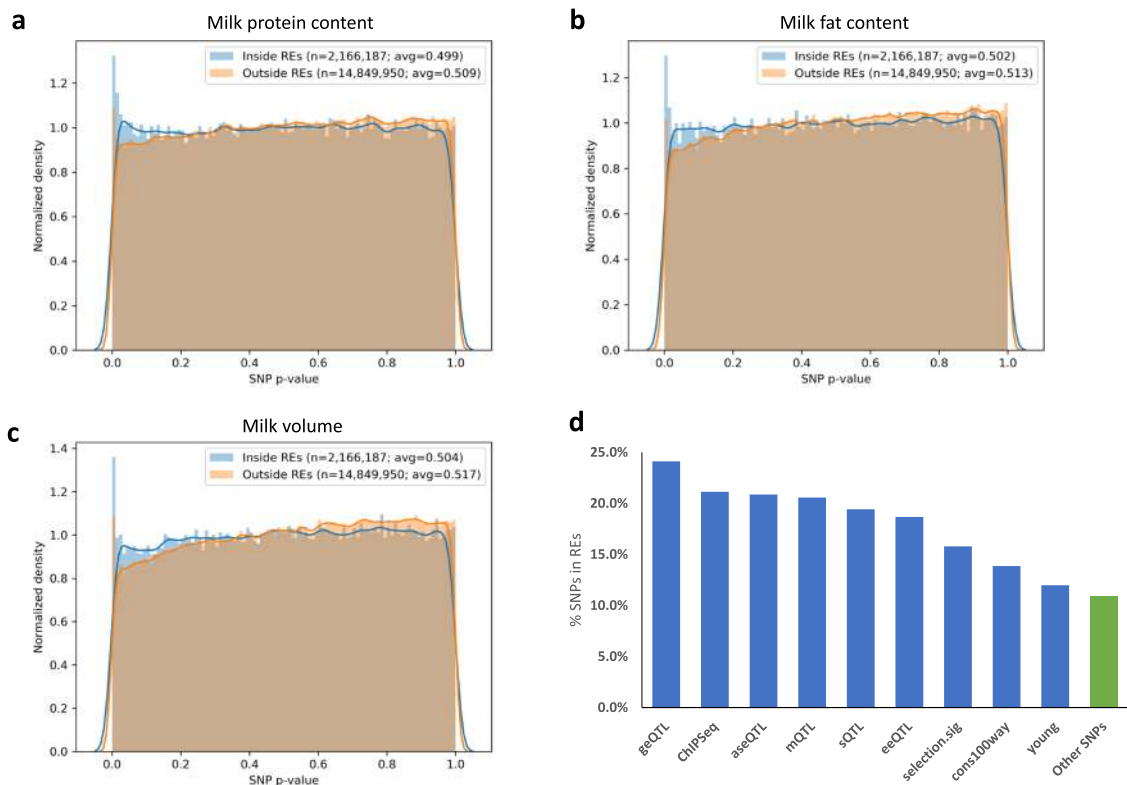 a
Milk protein content
Inside REs (n=2,166,187; avg=0.499)
Outside REs (n=14,849,950; avg=0.509)
1.2
1.0
0.8
0.6
0.4
0.2
0.0
Normalized density
0.0 0.2 0.4 0.6 0.8 1.0
SNP p-value
b
Milk fat content
Inside REs (n=2,166,187; avg=0.502)
Outside REs (n=14,849,950; avg=0.513)
1.2
1.0
0.8
0.6
0.4
0.2
0.0
Normalized density
0.0 0.2 0.4 0.6 0.8 1.0
SNP p-value
c
Milk volume
Inside REs (n=2,166,187; avg=0.504)
Outside REs (n=14,849,950; avg=0.517)
1.4
1.2
1.0
0.8
0.6
0.4
0.2
0.0
Normalized density
0.0 0.2 0.4 0.6 0.8 1.0
SNP p-value
d
25.0%
20.0%
15.0%
10.0%
5.0%
0.0%
% SNPs in REs
geQTL
ChIPSeq
aseQTL
mQTL
sQTL
eeQTL
selection.sig
cons100way
young
Other SNPs